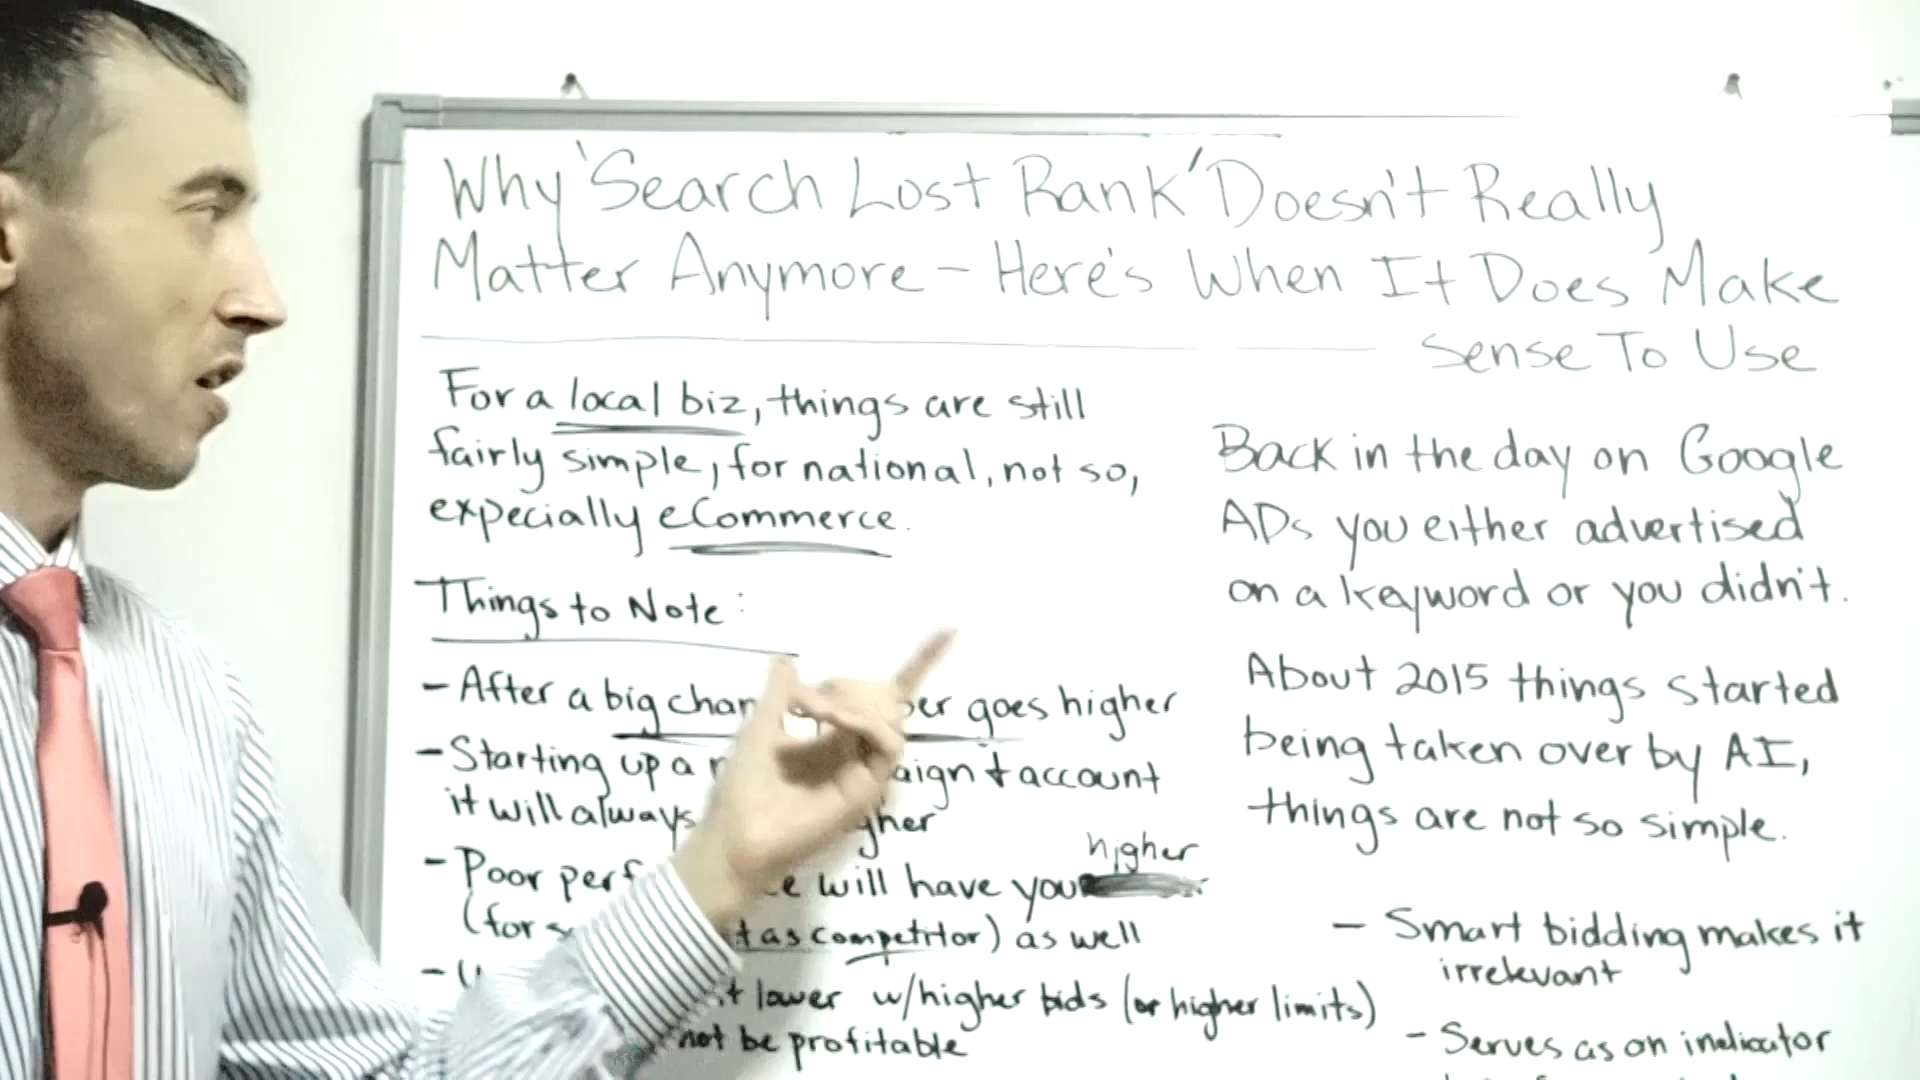 Why 'Search Lost Rank' Doesn't Really
Matter Anymore - Here's When It Does Make
Sense To Use
For a local biz, things are still
fairly simple, for national, not so,
expecially eCommerce.
Things to Note:
- After a big goes higher
- Starting up a + account
it will always
- Poor will have you higher
(for as competitor) as well
lower w/higher bids (or higher limits)
not be profitable
Back in the day on Google
ADs you either advertised
on a keyword or you didn't.
About 2015 things started
being taken over by AI,
things are not so simple.
- Smart bidding makes it
irrelevant
- Serves as an indicator